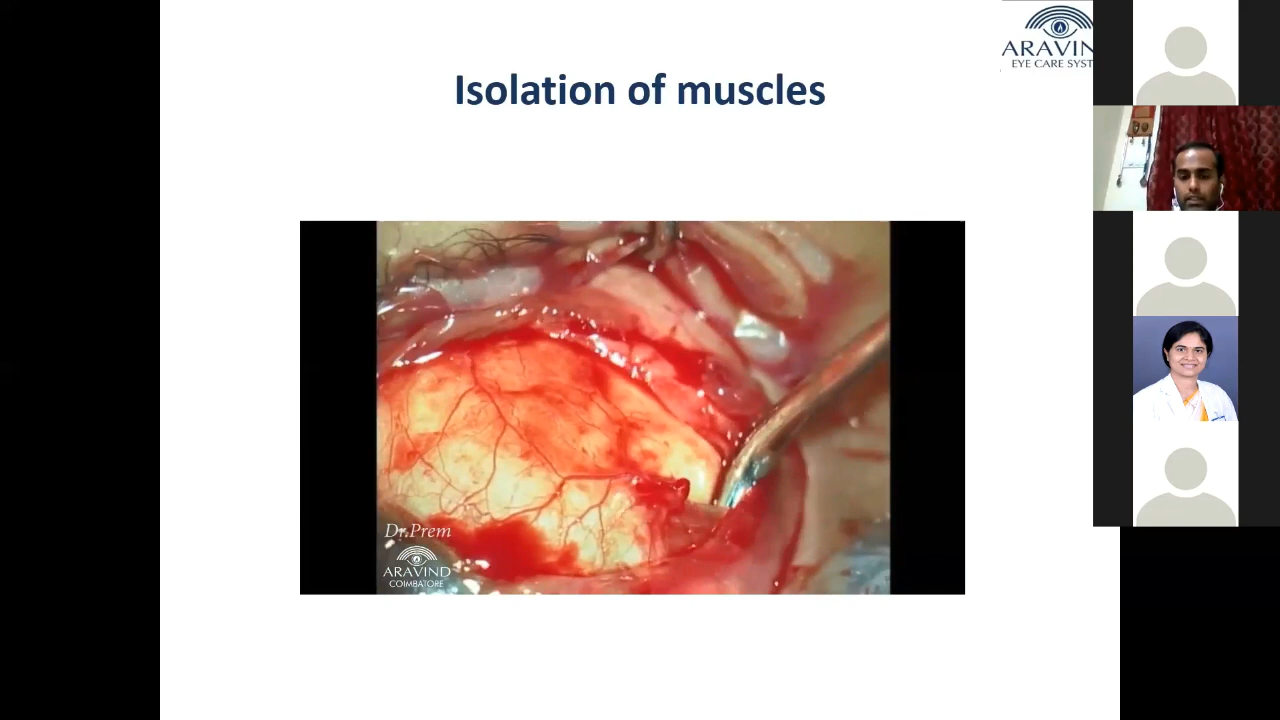 Isolation of muscles
ARAVIN
EYE CARE SYST
Dr.Prem
ARAVIND
COIMBATORE